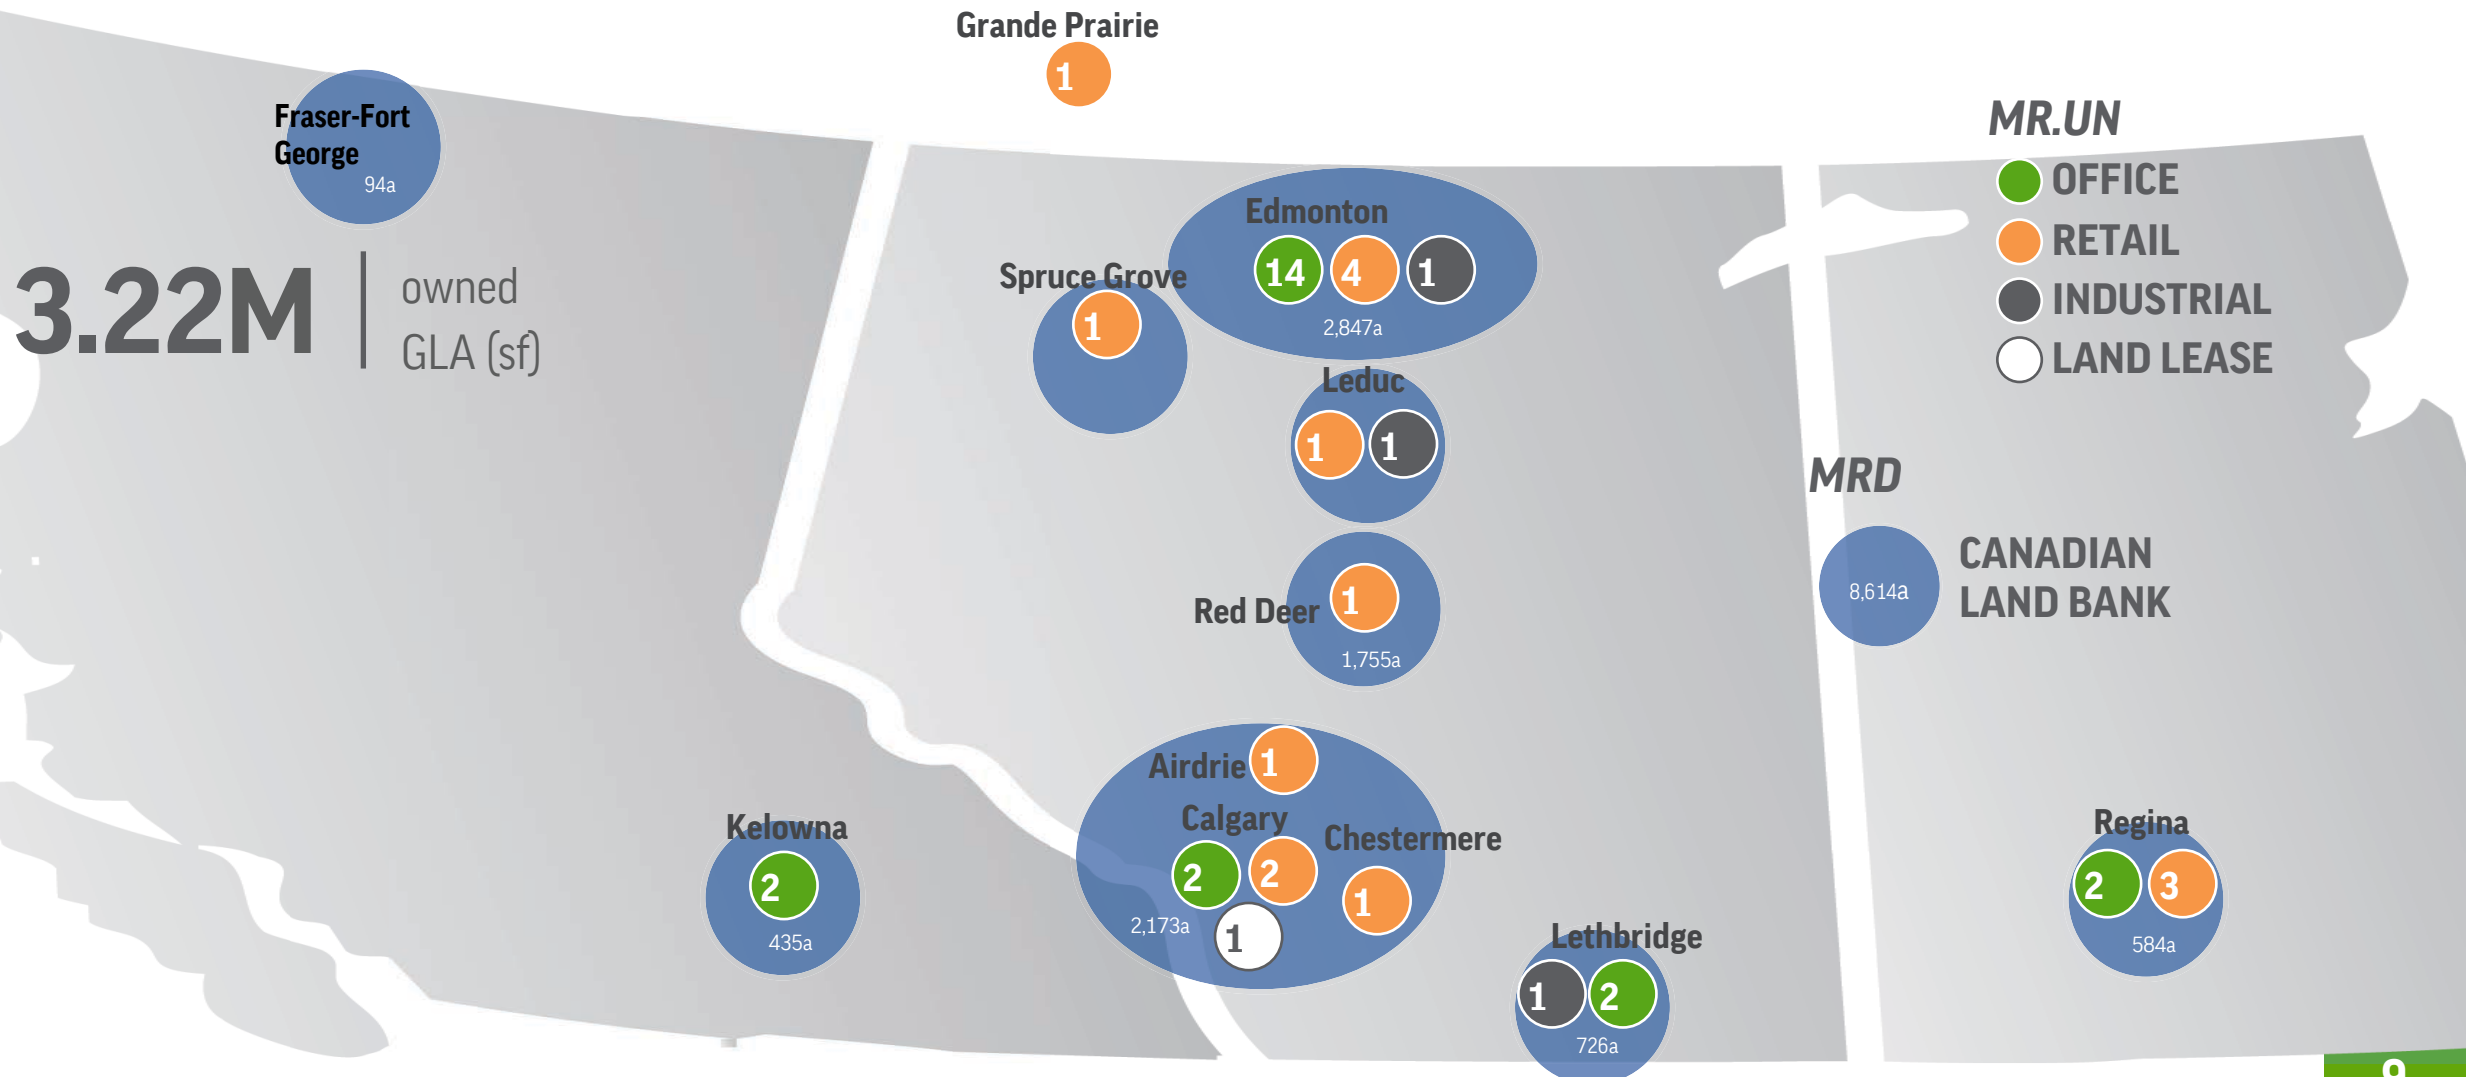 Grande Prairie
1
Fraser-Fort
George
94a
3.22M
owned
GLA (sf)
Edmonton
14 4 1
2,847a
Spruce Grove
1
Leduc
1 1
Red Deer
1
1,755a
Airdrie 1
Calgary
2 2
2,173a
1
Chestermere
1
Kelowna
2
435a
Lethbridge
1 2
726a
MR.UN
OFFICE
RETAIL
INDUSTRIAL
LAND LEASE
MRD
8,614a
CANADIAN
LAND BANK
Regina
2 3
584a